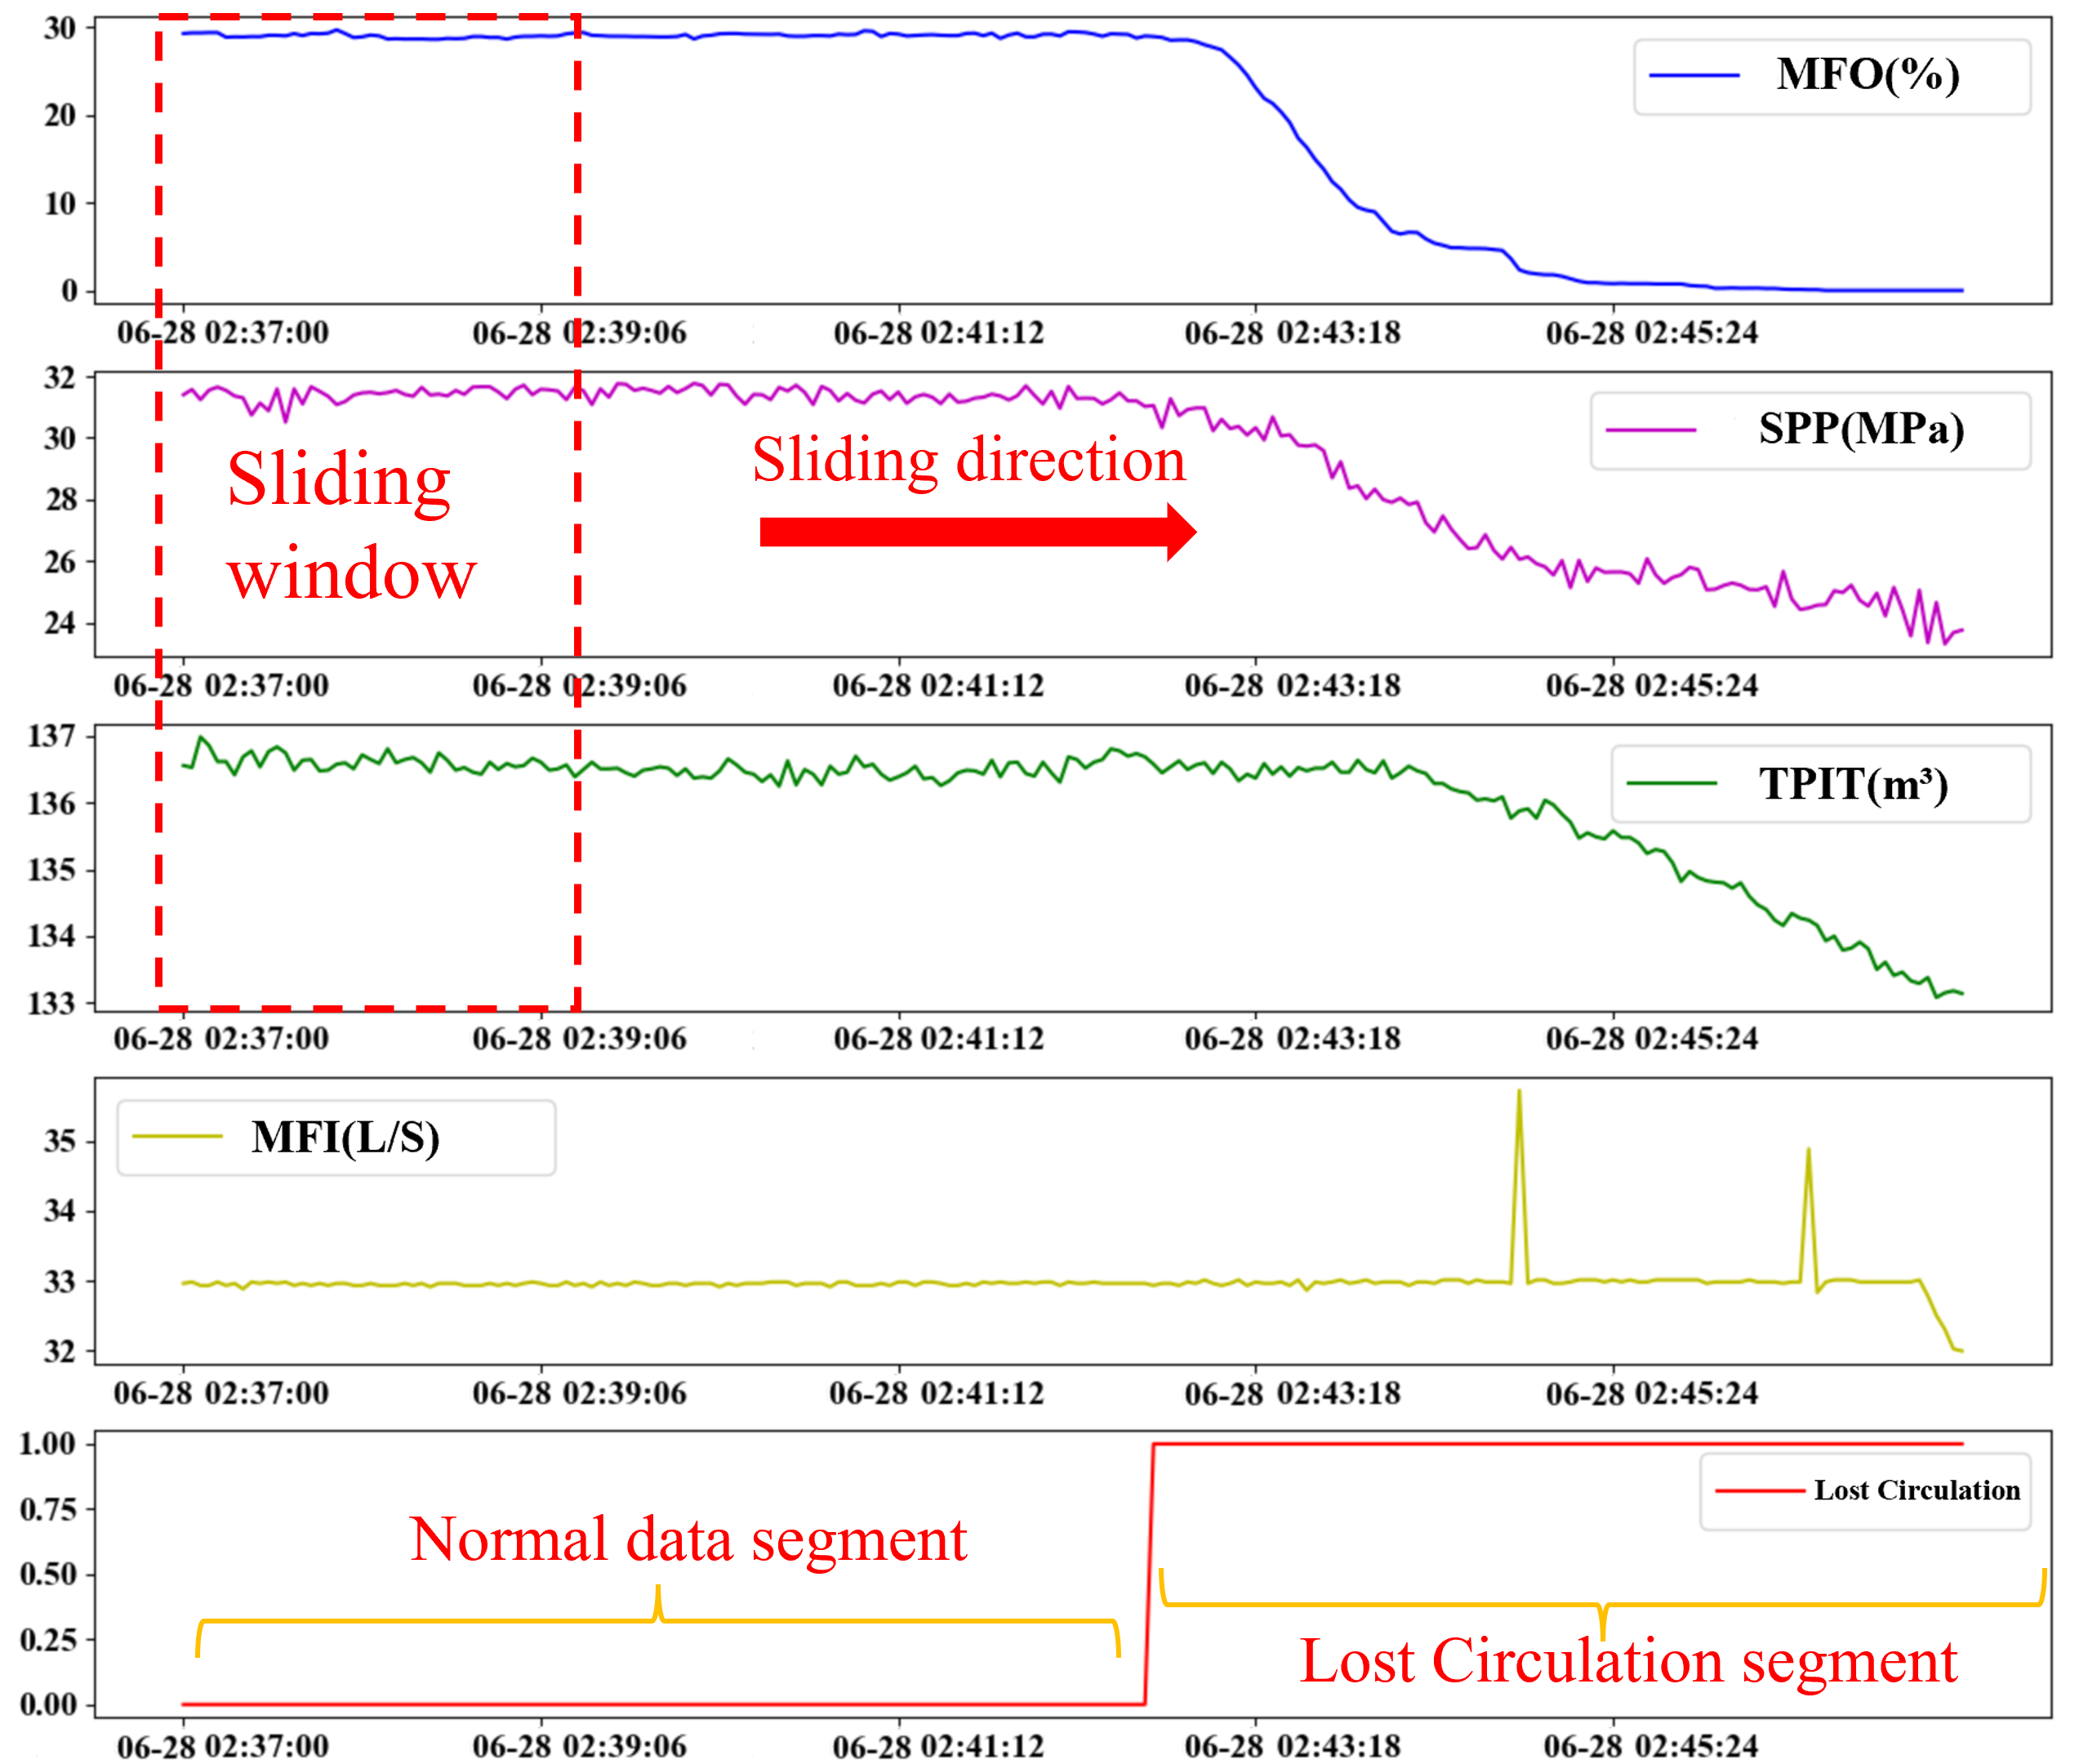 30
MFO(%)
20
10
0
06-28 02:37:00 06-28 02:39:06 06-28 02:41:12 06-28 02:43:18 06-28 02:45:24
32
SPP(MPa)
30
Sliding direction
Sliding
28
window
26
24
06-28 02:37:00 06-28 02:39:06 06-28 02:41:12 06-28 02:43:18 06-28 02:45:24
137
TPIT(m³)
136
135
134
133
06-28 02:37:00 06-28 02:39:06 06-28 02:41:12 06-28 02:43:18 06-28 02:45:24
MFI(L/S)
35
34
33
32
06-28 02:37:00 06-28 02:39:06 06-28 02:41:12 06-28 02:43:18 06-28 02:45:24
1.00
Lost Circulation
0.75
Normal data segment
0.50
0.25
Lost Circulation segment
0.00
06-28 02:37:00 06-28 02:39:06 06-28 02:41:12 06-28 02:43:18 06-28 02:45:24